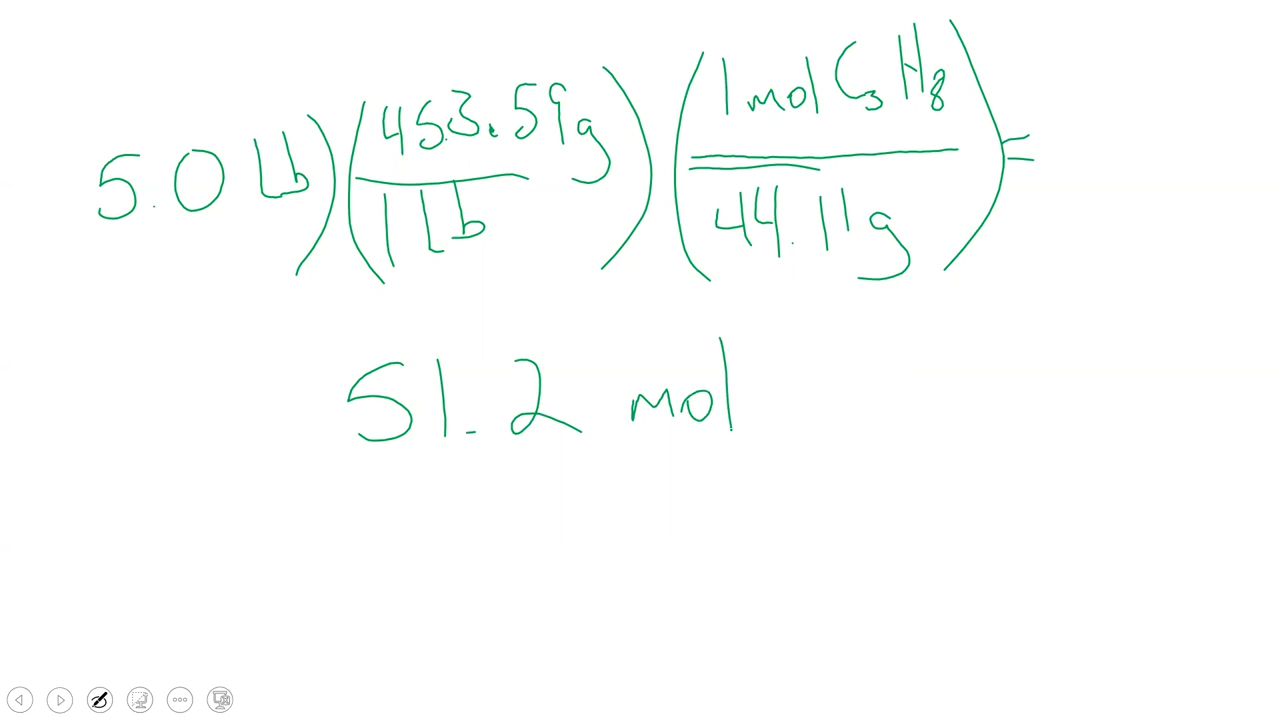 5.0 Lb) (453.59g / 1 Lb) (1 mol C₃H₈ / 44.11g) =
51.2 mol